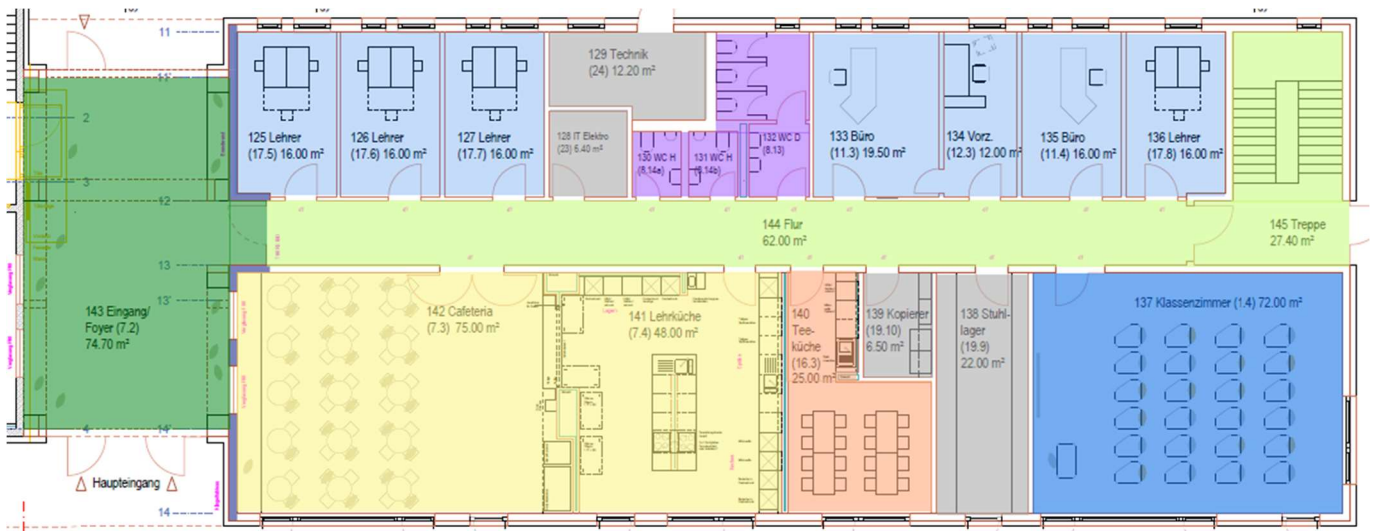 11
11'
2
3
12
13
13'
4
14'
14
125 Lehrer
(17.5) 16.00 m²
126 Lehrer
(17.6) 16.00 m²
127 Lehrer
(17.7) 16.00 m²
129 Technik
(24) 12.20 m²
128 IT Elektro
(23) 6.40 m²
130 WC H
(8.14a)
131 WC H
(8.14b)
132 WC D
(8.13)
133 Büro
(11.3) 19.50 m²
134 Vorz.
(12.3) 12.00 m²
135 Büro
(11.4) 16.00 m²
136 Lehrer
(17.8) 16.00 m²
144 Flur
62.00 m²
145 Treppe
27.40 m²
143 Eingang/
Foyer (7.2)
74.70 m²
142 Cafeteria
(7.3) 75.00 m²
141 Lehrküche
(7.4) 48.00 m²
140
Tee-
küche
(16.3)
25.00 m²
139 Kopierer
(19.10)
6.50 m²
138 Stuhl-
lager
(19.9)
22.00 m²
137 Klassenzimmer (1.4) 72.00 m²
Haupteingang